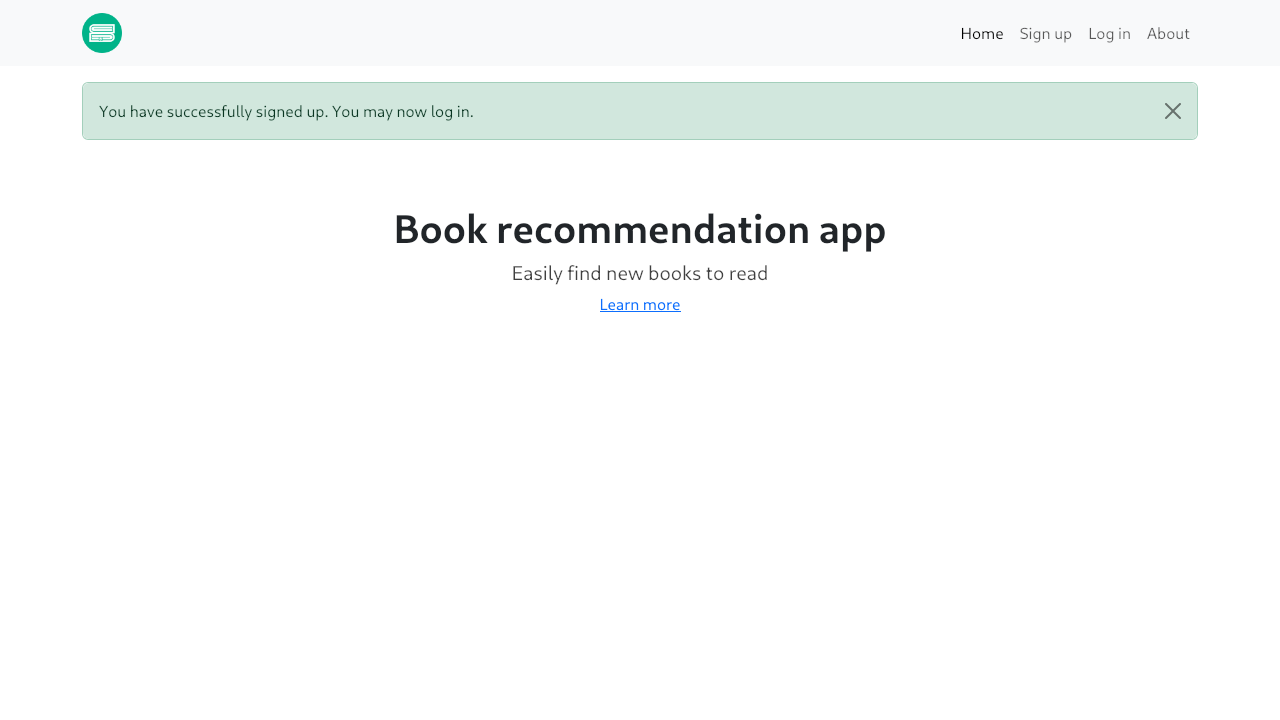 Home Sign up Log in About
You have successfully signed up. You may now log in.
Book recommendation app
Easily find new books to read
Learn more